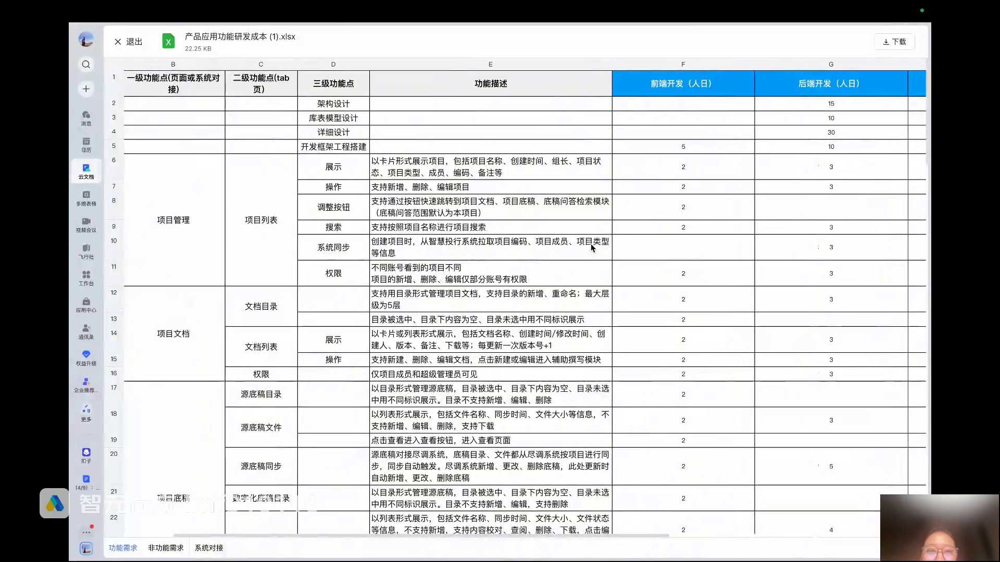 退出
产品应用功能研发成本 (1).xlsx
22.25 KB
下载
消息
日历
云文档
多维表格
视频会议
飞行社
工作台
应用中心
通讯录
权益升级
企业推荐...
更多
扣子
(4/9) : ...
B C D E F G
1 一级功能点(页面或系统对接) 二级功能点(tab页) 三级功能点 功能描述 前端开发（人日） 后端开发（人日）
2 架构设计 15
3 库表模型设计 10
4 详细设计 30
5 开发框架工程搭建 5 10
项目管理 项目列表
6 展示 以卡片形式展示项目，包括项目名称、创建时间、组长、项目状态、项目类型、成员、编码、备注等 2 3
7 操作 支持新增、删除、编辑项目 2 3
8 调整按钮 支持通过按钮快速跳转到项目文档、项目底稿、底稿问答检索模块（底稿问答范围默认为本项目） 2
9 搜索 支持按照项目名称进行项目搜索 2 3
10 系统同步 创建项目时，从智慧投行系统拉取项目编码、项目成员、项目类型等信息 3
11 权限 不同账号看到的项目不同
项目的新增、删除、编辑仅部分账号有权限 2 3
项目文档
12 文档目录 支持用目录形式管理项目文档，支持目录的新增、重命名；最大层级为5层 2 3
13 目录被选中、目录下内容为空、目录未选中用不同标识展示 2
14 文档列表 展示 以卡片或列表形式展示，包括文档名称、创建时间/修改时间、创建人、版本、备注、下载等；每更新一次版本号+1 2 3
15 操作 支持新建、删除、编辑文档，点击新建或编辑进入辅助撰写模块 2 3
16 权限 仅项目成员和超级管理员可见 2 3
项目底稿
17 源底稿目录 以目录形式管理源底稿，目录被选中、目录下内容为空、目录未选中用不同标识展示。目录不支持新增、编辑、删除 2
18 源底稿文件 以列表形式展示，包括文件名称、同步时间、文件大小等信息，不支持新增、编辑、删除，支持下载 2 3
19 点击查看进入查看按钮，进入查看页面 2
20 源底稿同步 源底稿对接尽调系统，底稿目录、文件都从尽调系统按项目进行同步，同步自动触发。尽调系统新增、更改、删除底稿，此处更新时自动新增、更改、删除底稿 2 5
21 数字化底稿目录 以目录形式管理源底稿，目录被选中、目录下内容为空、目录未选中用不同标识展示。目录不支持新增、编辑，支持删除 2
22 以列表形式展示，包括文件名称、同步时间、文件大小、文件状态等信息，不支持新增，支持内容校对、查阅、删除、下载，点击编 2 4
功能需求 非功能需求 系统对接